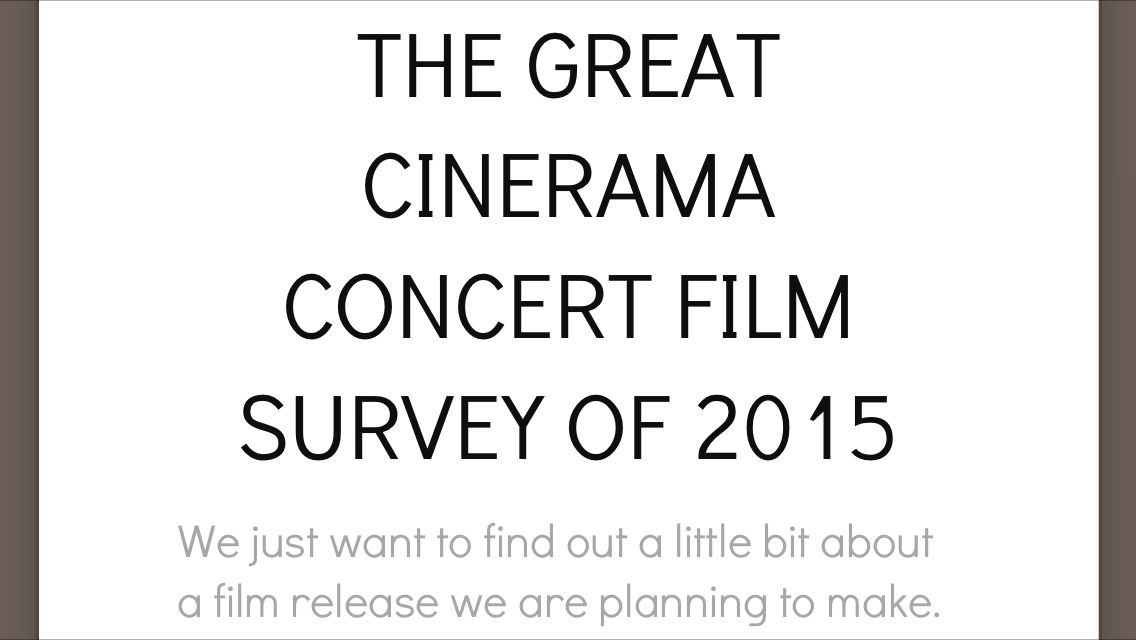 THE GREAT
CINERAMA
CONCERT FILM
SURVEY OF 2015
We just want to find out a little bit about
a film release we are planning to make.